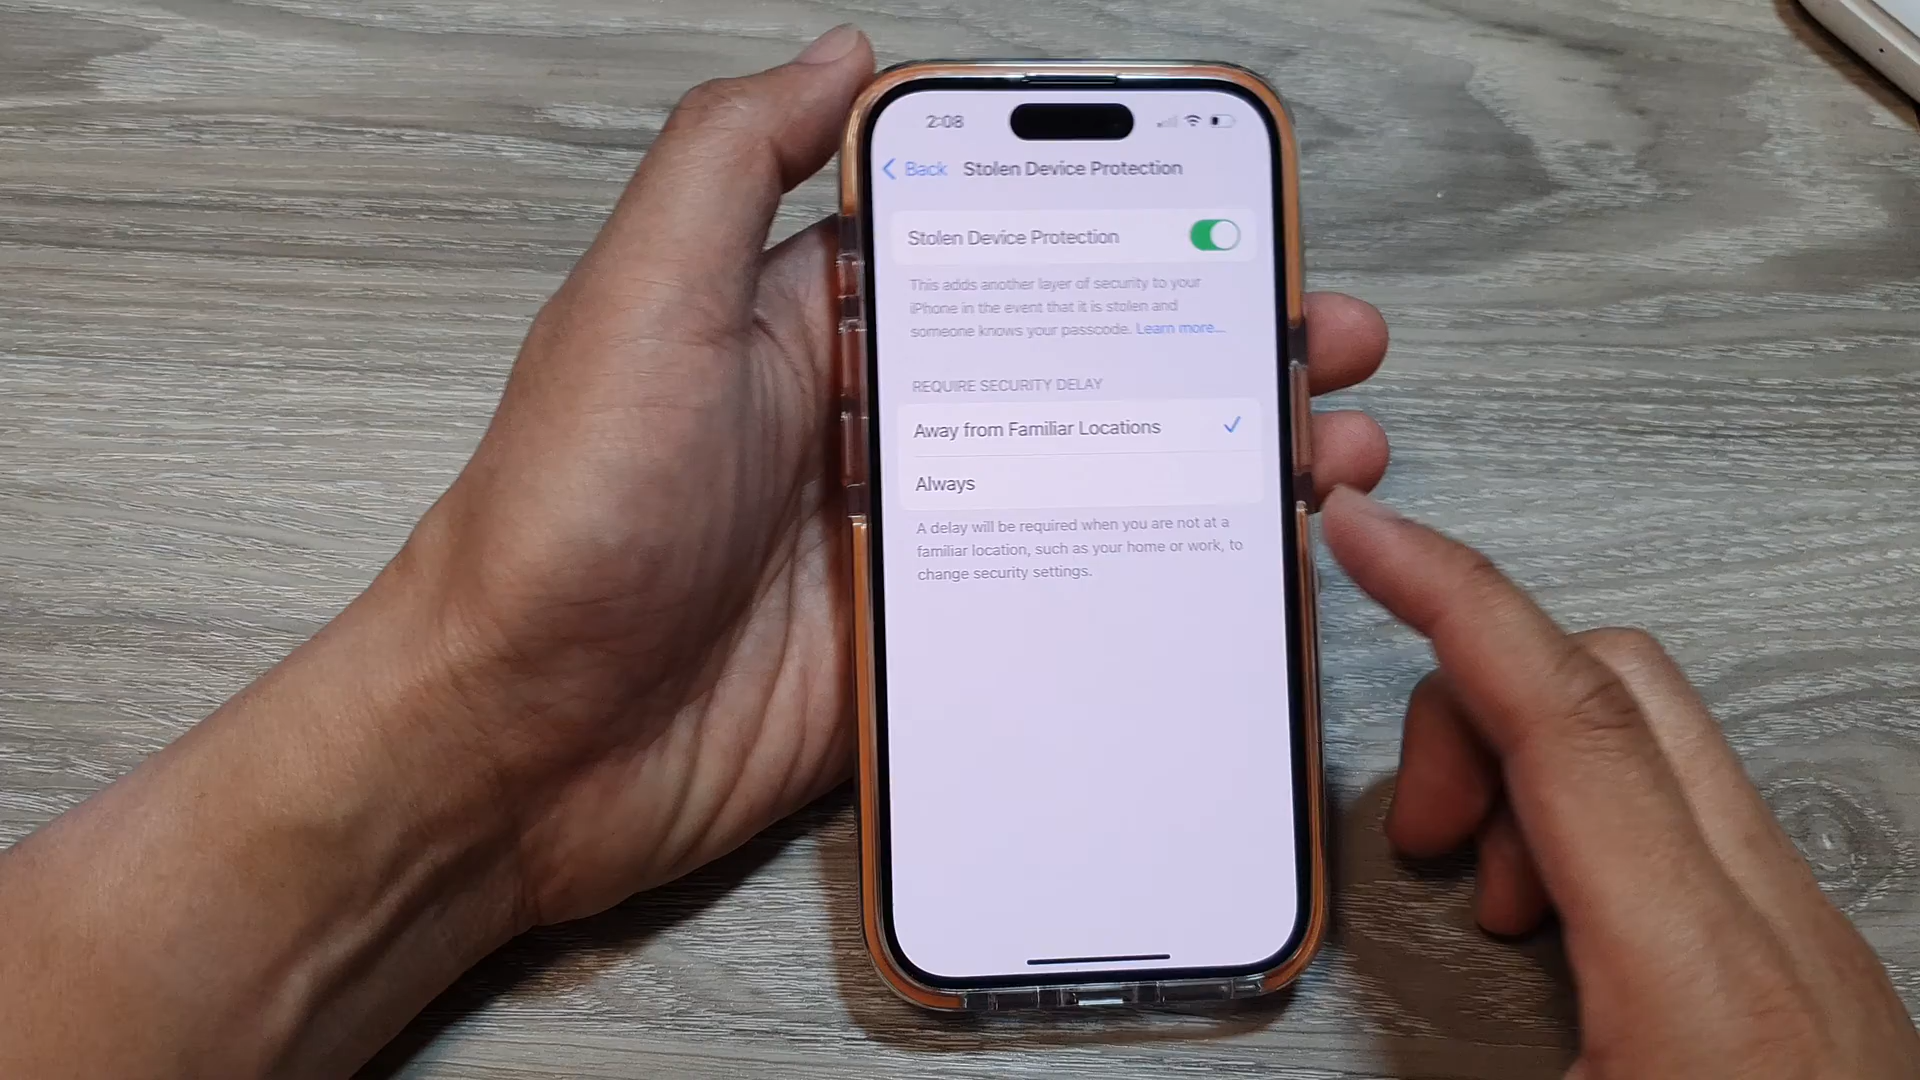 2:08
Back Stolen Device Protection
Stolen Device Protection
This adds another layer of security to your
iPhone in the event that it is stolen and
someone knows your passcode. Learn more...
REQUIRE SECURITY DELAY
Away from Familiar Locations
Always
A delay will be required when you are not at a
familiar location, such as your home or work, to
change security settings.